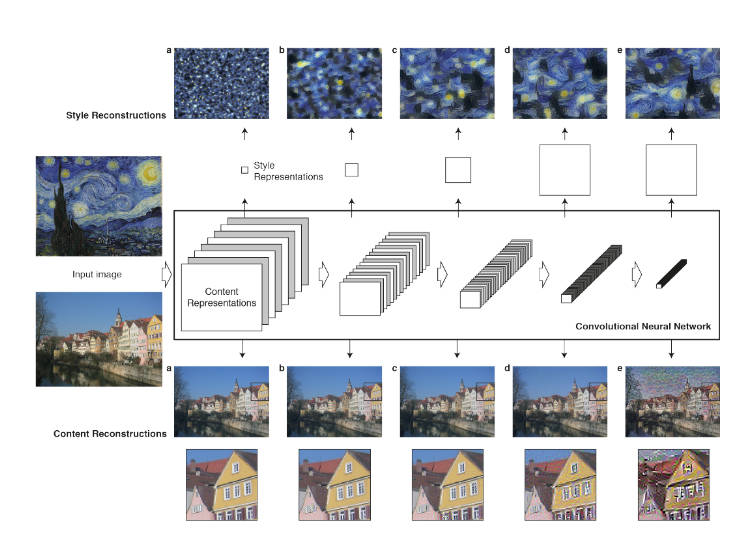 a b c d e
Style Reconstructions
Style
Representations
Input image
Content
Representations
Convolutional Neural Network
a b c d e
Content Reconstructions